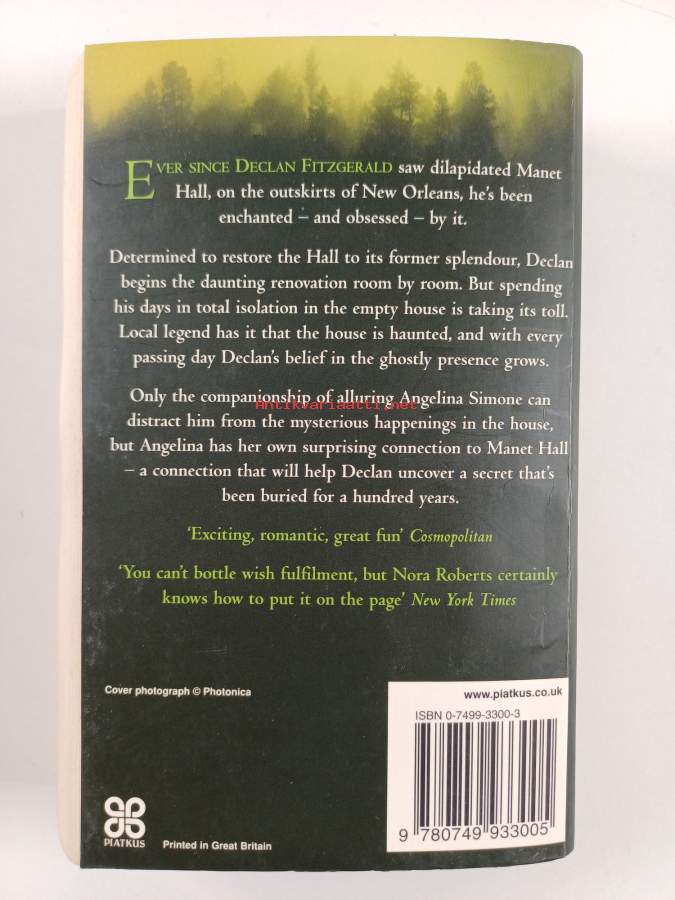 EVER SINCE DECLAN FITZGERALD saw dilapidated Manet
Hall, on the outskirts of New Orleans, he's been
enchanted – and obsessed – by it.
Determined to restore the Hall to its former splendour, Declan
begins the daunting renovation room by room. But spending
his days in total isolation in the empty house is taking its toll.
Local legend has it that the house is haunted, and with every
passing day Declan's belief in the ghostly presence grows.
Only the companionship of alluring Angelina Simone can
Antikvariaatti.net
distract him from the mysterious happenings in the house,
but Angelina has her own surprising connection to Manet Hall
– a connection that will help Declan uncover a secret that's
been buried for a hundred years.
'Exciting, romantic, great fun' Cosmopolitan
'You can't bottle wish fulfilment, but Nora Roberts certainly
knows how to put it on the page' New York Times
Cover photograph © Photonica
www.piatkus.co.uk
ISBN 0-7499-3300-3
9 780749 933005
PIATKUS
Printed in Great Britain